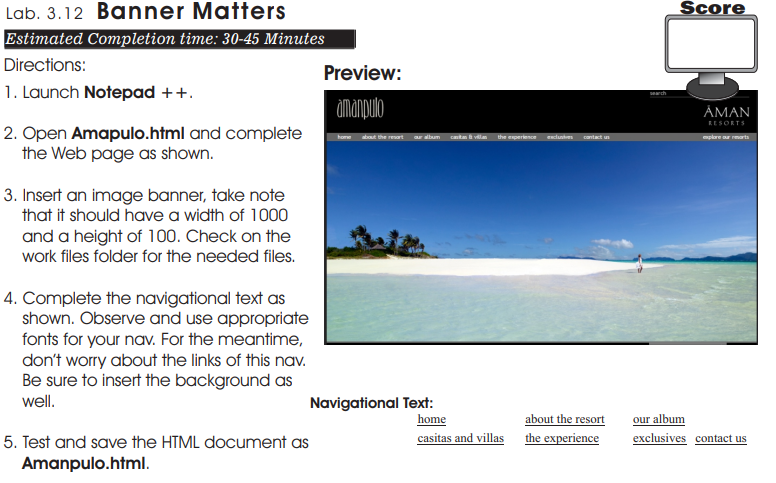 Lab. 3.12 Banner Matters
Score
Estimated Completion time: 30-45 Minutes
Directions:
1. Launch Notepad ++.
2. Open Amapulo.html and complete
the Web page as shown.
3. Insert an image banner, take note
that it should have a width of 1000
and a height of 100. Check on the
work files folder for the needed files.
4. Complete the navigational text as
shown. Observe and use appropriate
fonts for your nav. For the meantime,
don't worry about the links of this nav.
Be sure to insert the background as
well.
5. Test and save the HTML document as
Amanpulo.html.
Preview:
search
amanpulo
ĀMAN
RESORTS
home about the resort our album casitas & villas the experience exclusives contact us explore our resorts
Navigational Text:
home about the resort our album
casitas and villas the experience exclusives contact us